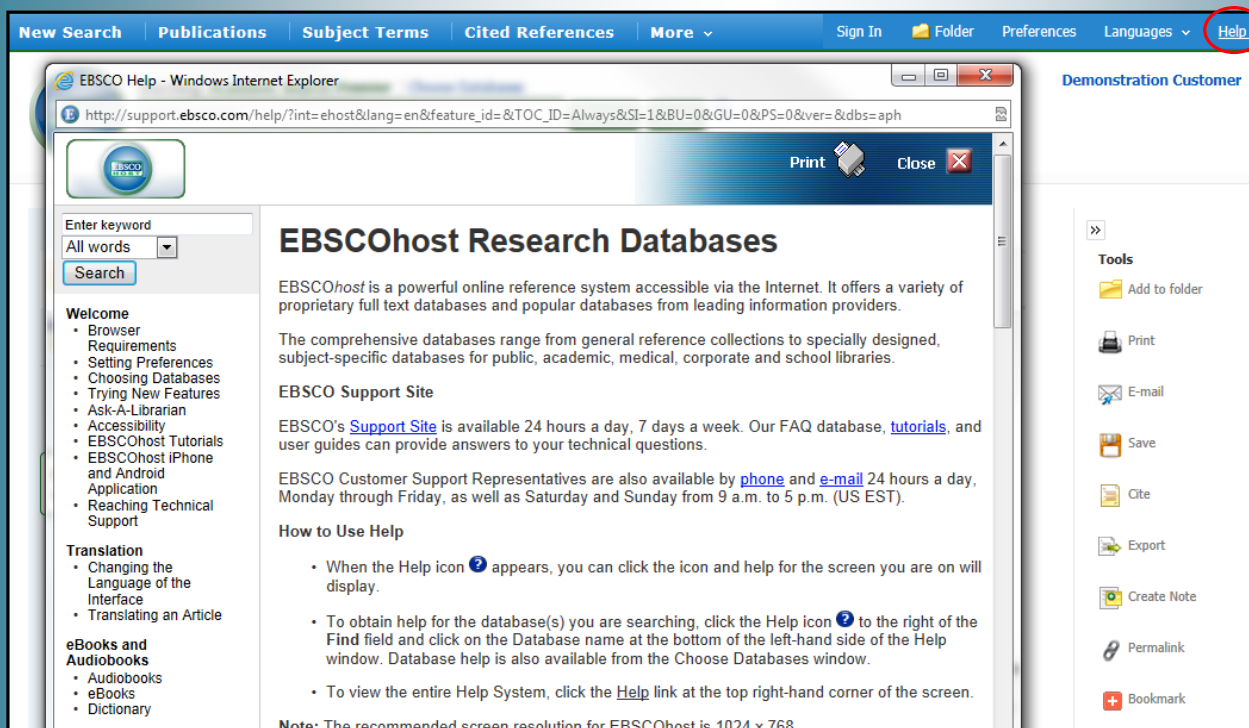 New Search Publications Subject Terms Cited References More Sign In Folder Preferences Languages Help
EBSCO Help - Windows Internet Explorer
Demonstration Customer
http://support.ebsco.com/help/?int=ehost&lang=en&feature_id=&TOC_ID=Always&SI=1&BU=0&GU=0&PS=0&ver=&dbs=aph
EBSCO
HOST
Print Close
Enter keyword
All words
Search
Welcome
• Browser
Requirements
• Setting Preferences
• Choosing Databases
• Trying New Features
• Ask-A-Librarian
• Accessibility
• EBSCOhost Tutorials
• EBSCOhost iPhone
and Android
Application
• Reaching Technical
Support
Translation
• Changing the
Language of the
Interface
• Translating an Article
eBooks and
Audiobooks
• Audiobooks
• eBooks
• Dictionary
EBSCOhost Research Databases
EBSCOhost is a powerful online reference system accessible via the Internet. It offers a variety of
proprietary full text databases and popular databases from leading information providers.
The comprehensive databases range from general reference collections to specially designed,
subject-specific databases for public, academic, medical, corporate and school libraries.
EBSCO Support Site
EBSCO's Support Site is available 24 hours a day, 7 days a week. Our FAQ database, tutorials, and
user guides can provide answers to your technical questions.
EBSCO Customer Support Representatives are also available by phone and e-mail 24 hours a day,
Monday through Friday, as well as Saturday and Sunday from 9 a.m. to 5 p.m. (US EST).
How to Use Help
• When the Help icon ? appears, you can click the icon and help for the screen you are on will
display.
• To obtain help for the database(s) you are searching, click the Help icon ? to the right of the
Find field and click on the Database name at the bottom of the left-hand side of the Help
window. Database help is also available from the Choose Databases window.
• To view the entire Help System, click the Help link at the top right-hand corner of the screen.
Note: The recommended screen resolution for EBSCOhost is 1024 x 768
Tools
Add to folder
Print
E-mail
Save
Cite
Export
Create Note
Permalink
Bookmark